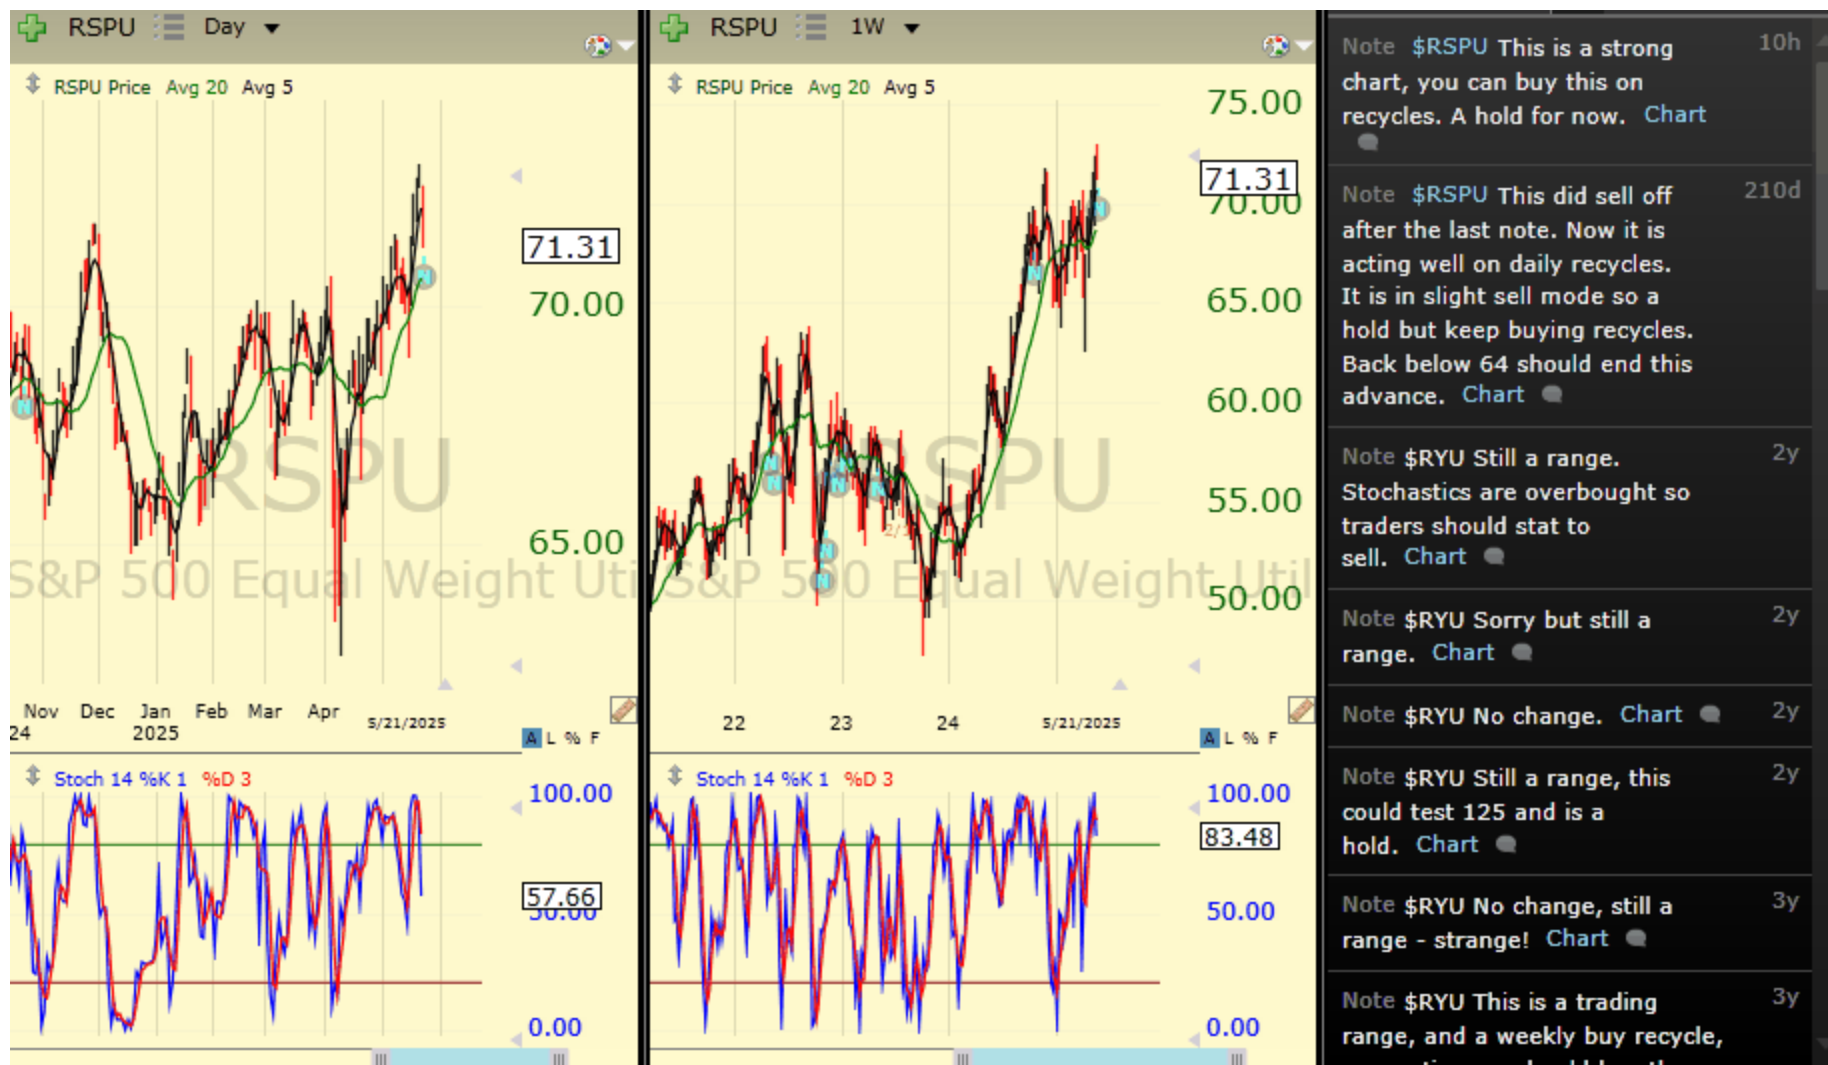 RSPU Day
RSPU Price Avg 20 Avg 5
71.31
70.00
65.00
RSPU
S&P 500 Equal Weight Uti
Nov Dec Jan Feb Mar Apr 5/21/2025
24 2025
A L % F
Stoch 14 %K 1 %D 3
100.00
57.66
50.00
0.00
N
N
RSPU 1W
RSPU Price Avg 20 Avg 5
75.00
71.31
70.00
65.00
60.00
55.00
50.00
RSPU
S&P 500 Equal Weight Util
22 23 24 5/21/2025
A L % F
Stoch 14 %K 1 %D 3
100.00
83.48
50.00
0.00
N
N
N
N
N
N
N
N
Note $RSPU This is a strong 10h
chart, you can buy this on
recycles. A hold for now. Chart
Note $RSPU This did sell off 210d
after the last note. Now it is
acting well on daily recycles.
It is in slight sell mode so a
hold but keep buying recycles.
Back below 64 should end this
advance. Chart
Note $RYU Still a range. 2y
Stochastics are overbought so
traders should stat to
sell. Chart
Note $RYU Sorry but still a 2y
range. Chart
Note $RYU No change. Chart 2y
Note $RYU Still a range, this 2y
could test 125 and is a
hold. Chart
Note $RYU No change, still a 3y
range - strange! Chart
Note $RYU This is a trading 3y
range, and a weekly buy recycle,